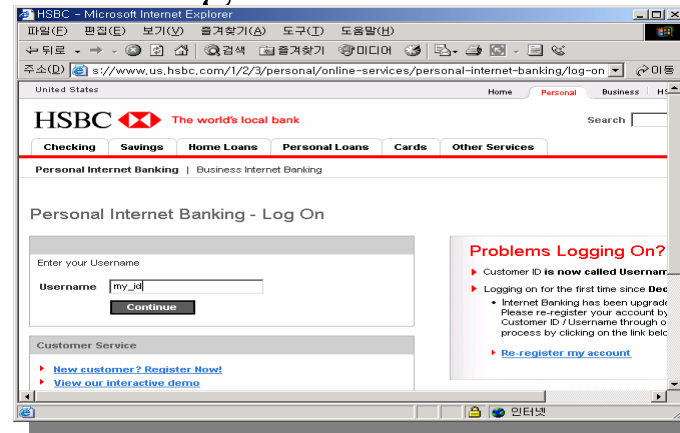 HSBC - Microsoft Internet Explorer
파일(F) 편집(E) 보기(V) 즐겨찾기(A) 도구(T) 도움말(H)
뒤로 검색 즐겨찾기 미디어
주소(D) s://www.us.hsbc.com/1/2/3/personal/online-services/personal-internet-banking/log-on 이동
United States Home Personal Business
HSBC The world's local bank Search
Checking Savings Home Loans Personal Loans Cards Other Services
Personal Internet Banking | Business Internet Banking
Personal Internet Banking - Log On
Problems Logging On?
Enter your Username
Customer ID is now called Usernam
Username my_id
Logging on for the first time since Dec
Continue
• Internet Banking has been upgrade
Please re-register your account by
Customer ID / Username through o
process by clicking on the link belo
Customer Service
Re-register my account
New customer? Register Now!
View our interactive demo
인터넷